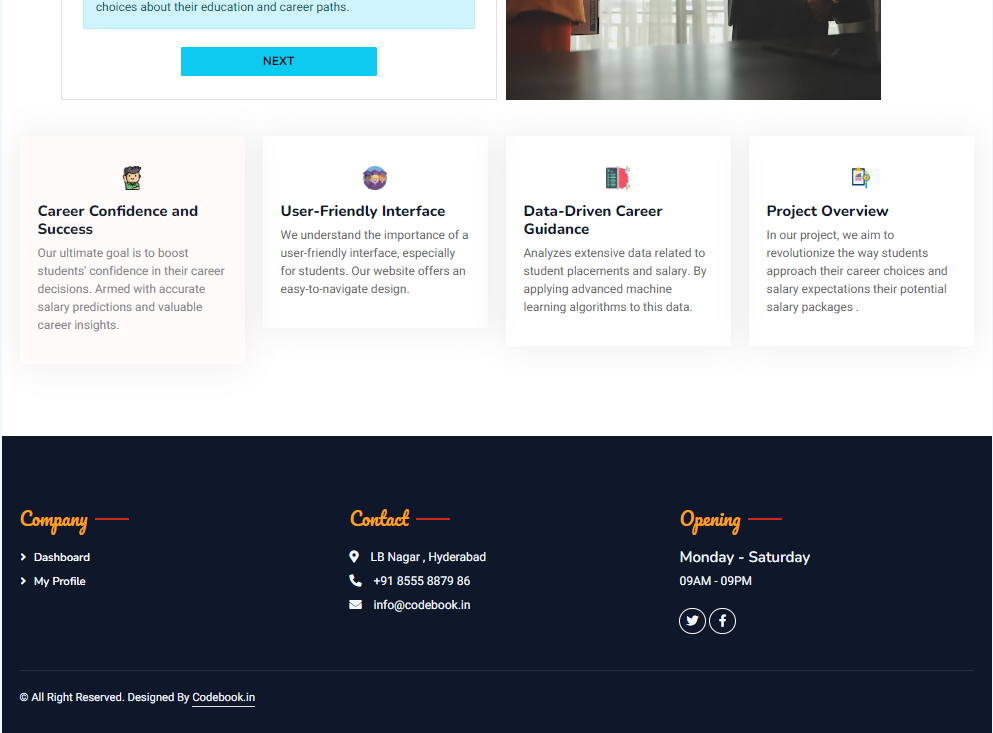 choices about their education and career paths.
NEXT
Career Confidence and
Success
Our ultimate goal is to boost
students' confidence in their career
decisions. Armed with accurate
salary predictions and valuable
career insights.
User-Friendly Interface
We understand the importance of a
user-friendly interface, especially
for students. Our website offers an
easy-to-navigate design.
Data-Driven Career
Guidance
Analyzes extensive data related to
student placements and salary. By
applying advanced machine
learning algorithms to this data.
Project Overview
In our project, we aim to
revolutionize the way students
approach their career choices and
salary expectations their potential
salary packages .
Company
Dashboard
My Profile
Contact
LB Nagar , Hyderabad
+91 8555 8879 86
info@codebook.in
Opening
Monday - Saturday
09AM - 09PM
© All Right Reserved. Designed By Codebook.in